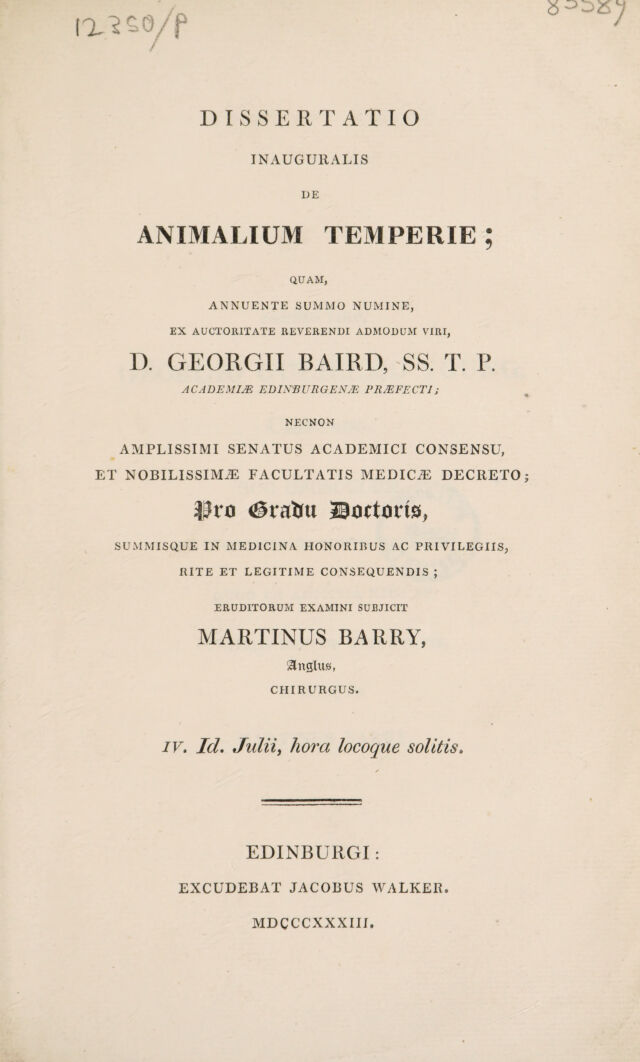 12350/P
83589
DISSERTATIO
INAUGURALIS
DE
ANIMALIUM TEMPERIE;
QUAM,
ANNUENTE SUMMO NUMINE,
EX AUCTORITATE REVERENDI ADMODUM VIRI,
D. GEORGII BAIRD, SS. T. P.
ACADEMIÆ EDINBURGENÆ PRÆFECTI;
NECNON
AMPLISSIMI SENATUS ACADEMICI CONSENSU,
ET NOBILISSIMÆ FACULTATIS MEDICÆ DECRETO;
Pro Gradu Doctoris,
SUMMISQUE IN MEDICINA HONORIBUS AC PRIVILEGIIS,
RITE ET LEGITIME CONSEQUENDIS;
ERUDITORUM EXAMINI SUBJICIT
MARTINUS BARRY,
Anglus,
CHIRURGUS.
IV. Id. Julii, hora locoque solitis.
EDINBURGI:
EXCUDEBAT JACOBUS WALKER.
MDCCCXXXIII.